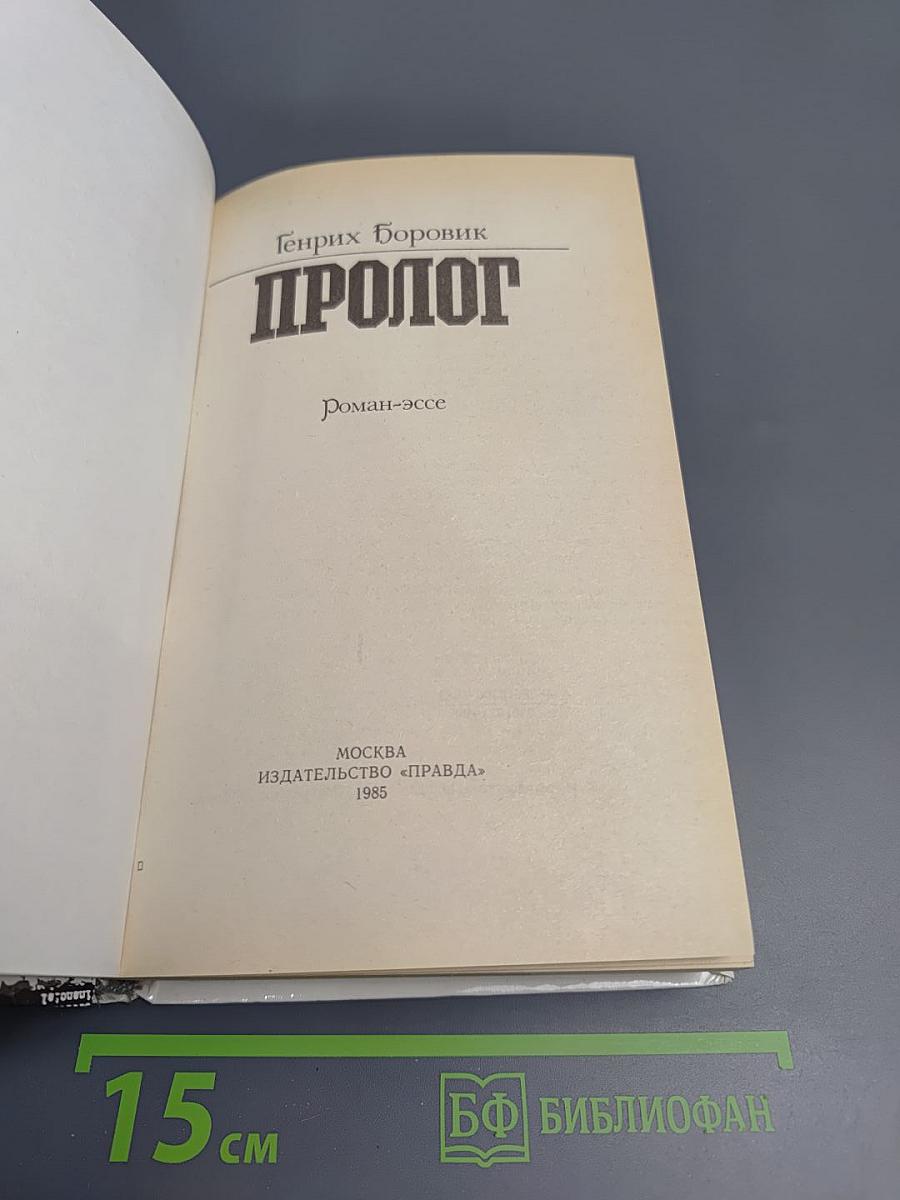 Генрих Боровик
ПРОЛОГ
Роман-эссе
МОСКВА
ИЗДАТЕЛЬСТВО «ПРАВДА»
1985
15 см
БФ БИБЛИОФАН